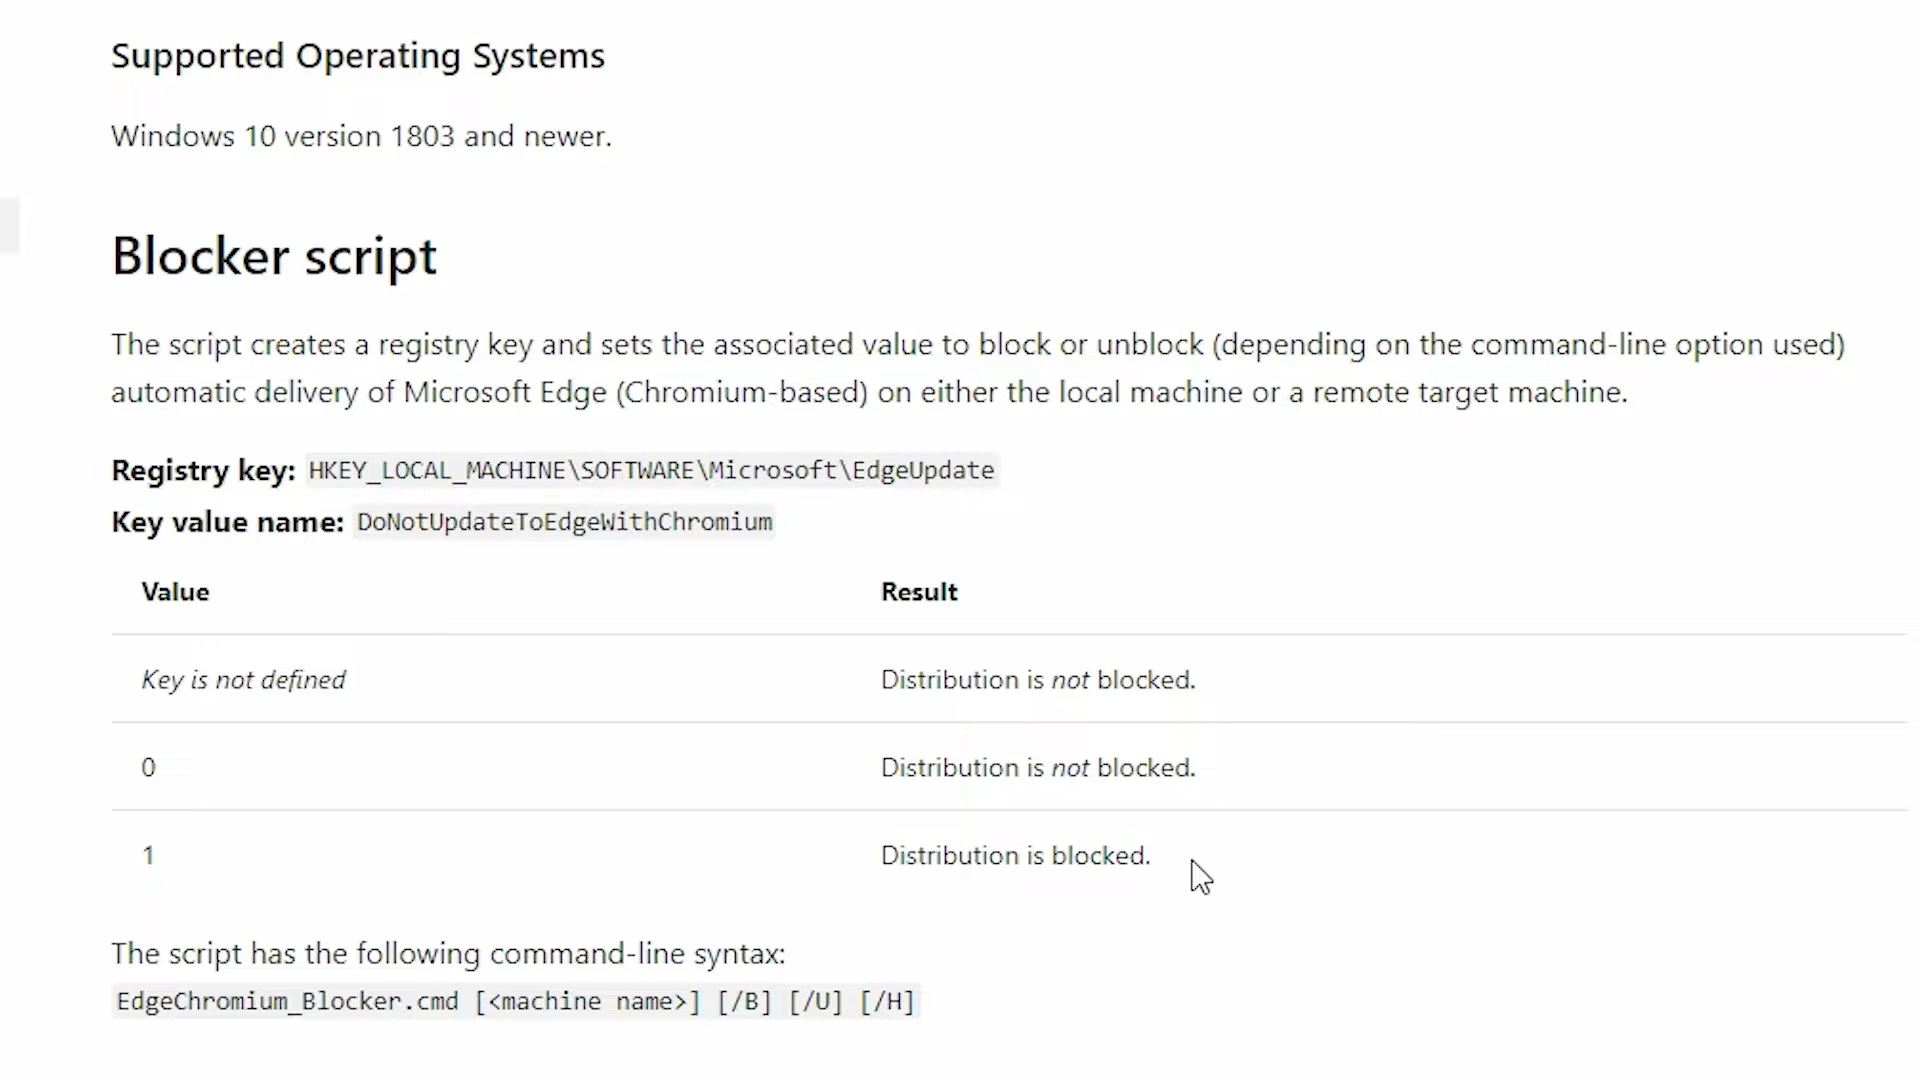 Supported Operating Systems
Windows 10 version 1803 and newer.
Blocker script
The script creates a registry key and sets the associated value to block or unblock (depending on the command-line option used)
automatic delivery of Microsoft Edge (Chromium-based) on either the local machine or a remote target machine.
Registry key: HKEY_LOCAL_MACHINE\SOFTWARE\Microsoft\EdgeUpdate
Key value name: DoNotUpdateToEdgeWithChromium
Value Result
Key is not defined Distribution is not blocked.
0 Distribution is not blocked.
1 Distribution is blocked.
The script has the following command-line syntax:
EdgeChromium_Blocker.cmd [<machine name>] [/B] [/U] [/H]